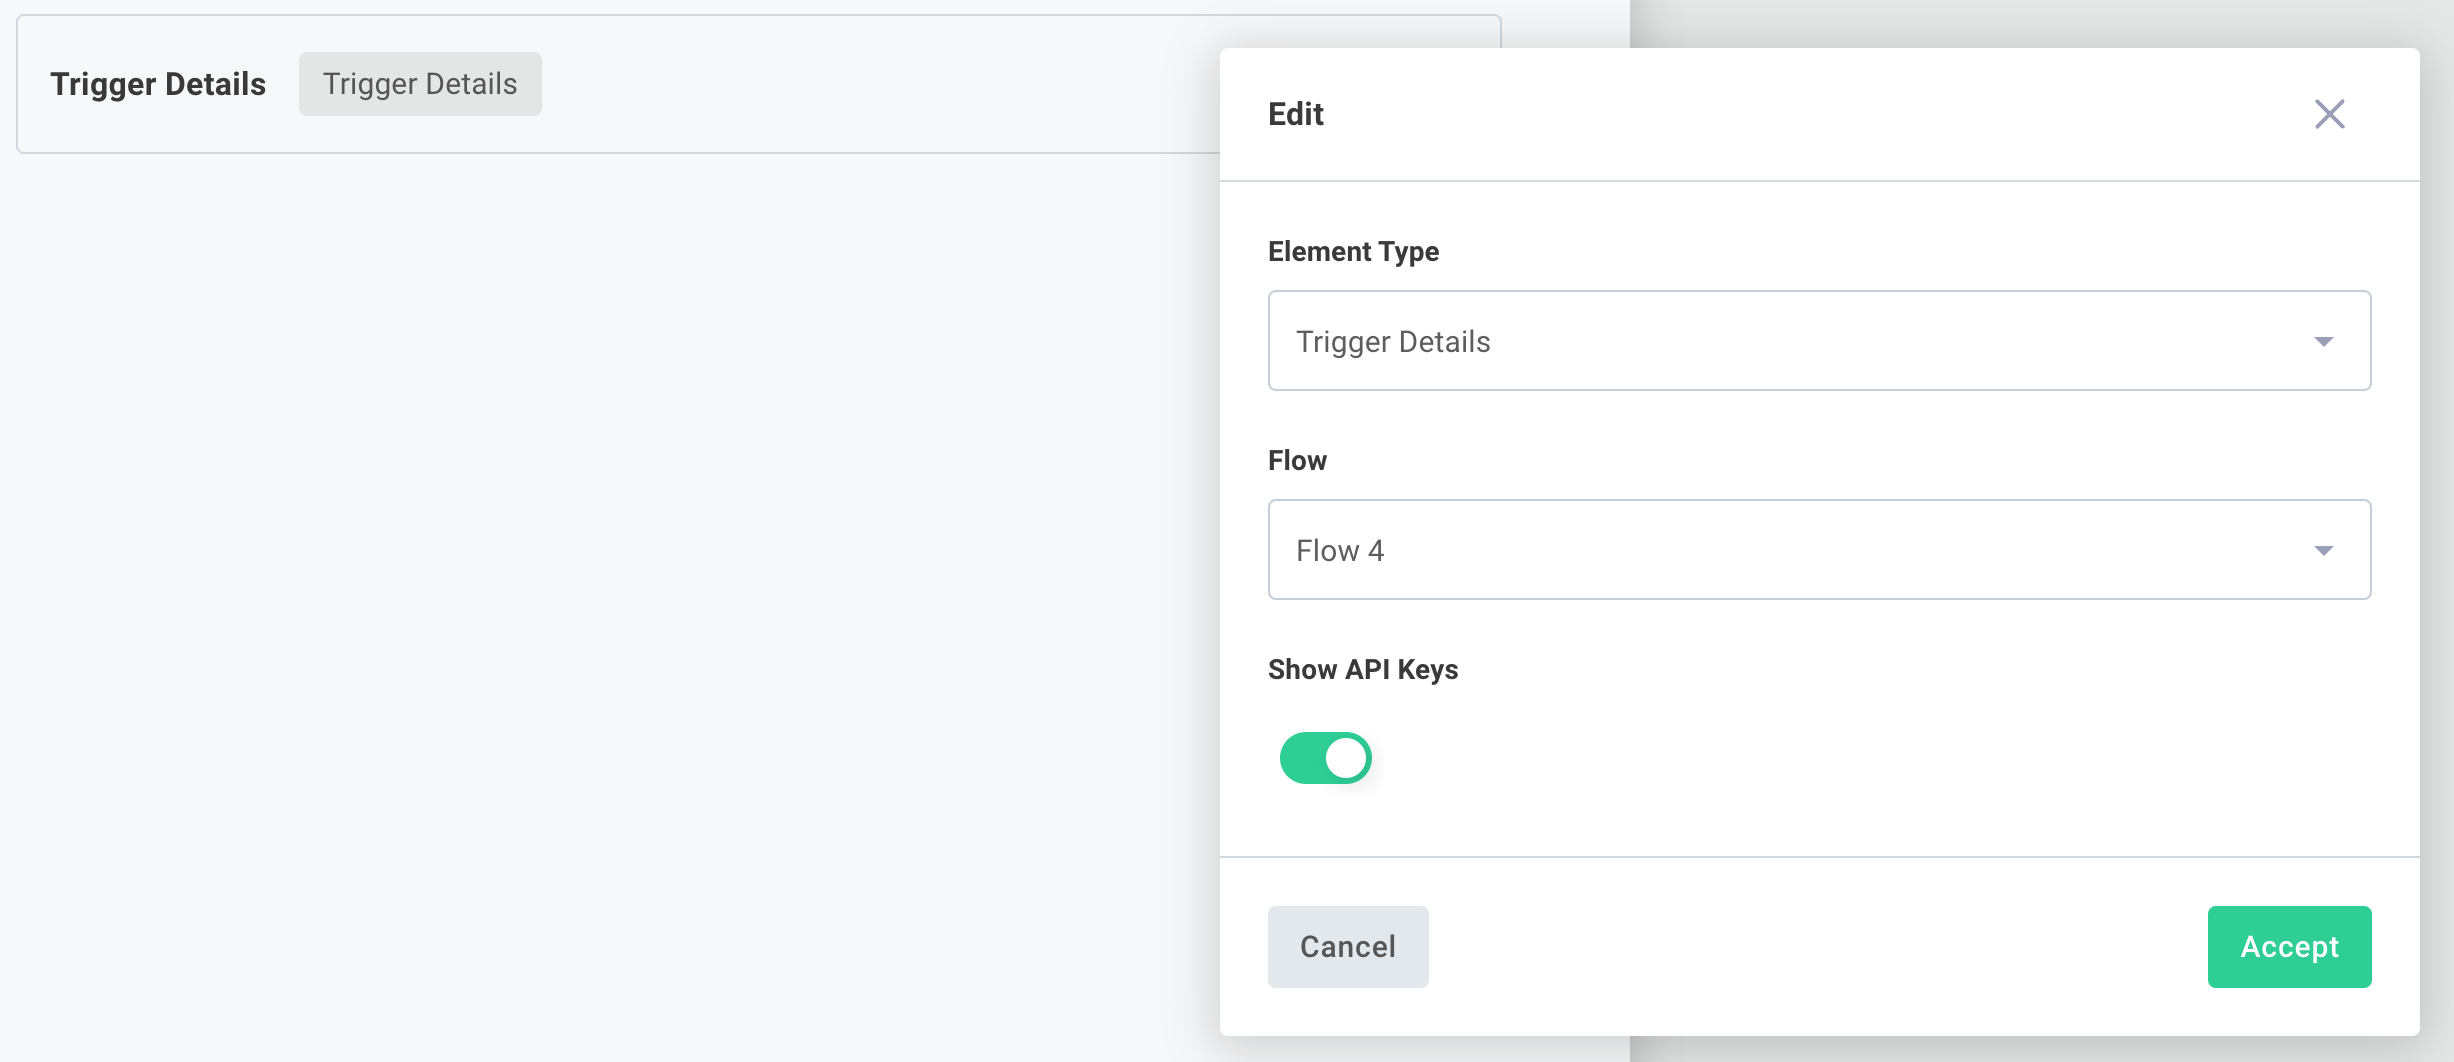 Trigger Details
Trigger Details
Edit
Element Type
Trigger Details
Flow
Flow 4
Show API Keys
Cancel
Accept